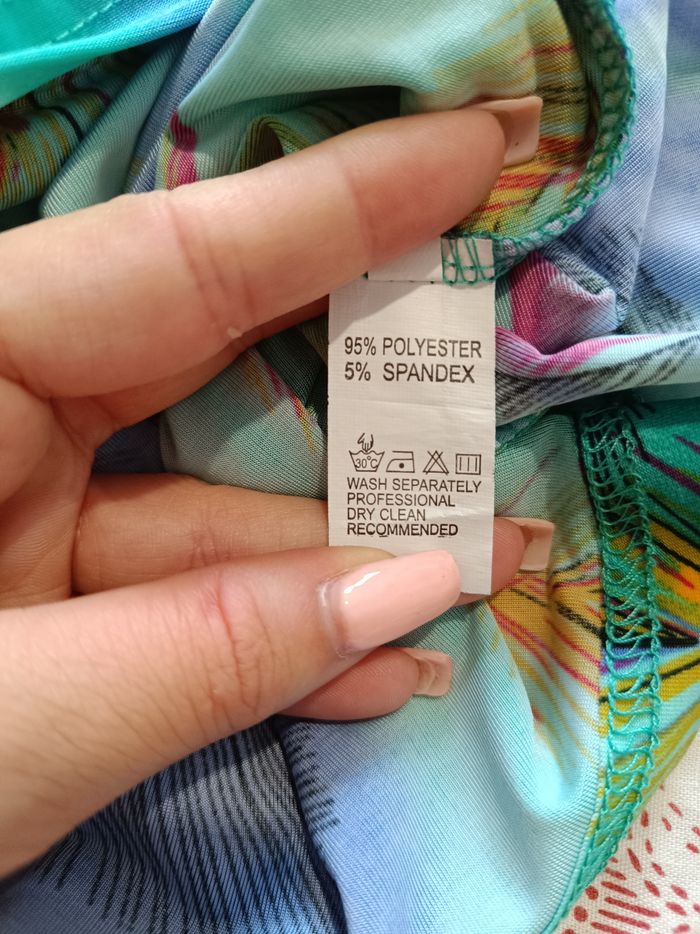 95% POLYESTER
5% SPANDEX
30°C
WASH SEPARATELY
PROFESSIONAL
DRY CLEAN
RECOMMENDED